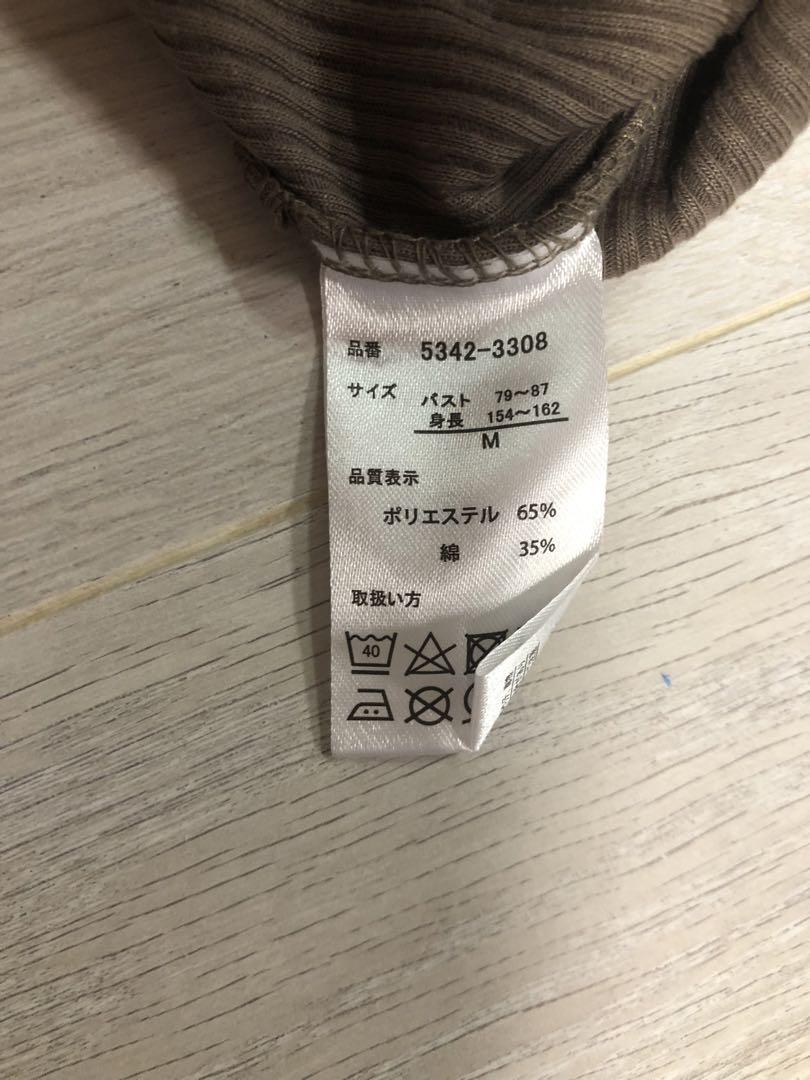 品番 5342-3308
サイズ バスト 79〜87
身長 154〜162
M
品質表示
ポリエステル 65%
綿 35%
取扱い方
40